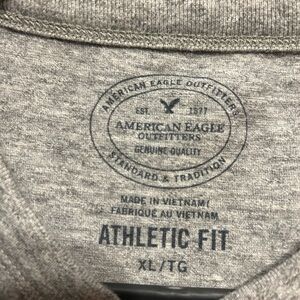 AMERICAN EAGLE OUTFITTERS
EST. 1977
AMERICAN EAGLE
OUTFITTERS
GENUINE QUALITY
STANDARD & TRADITION
MADE IN VIETNAM/
FABRIQUÉ AU VIETNAM
ATHLETIC FIT
XL/TG